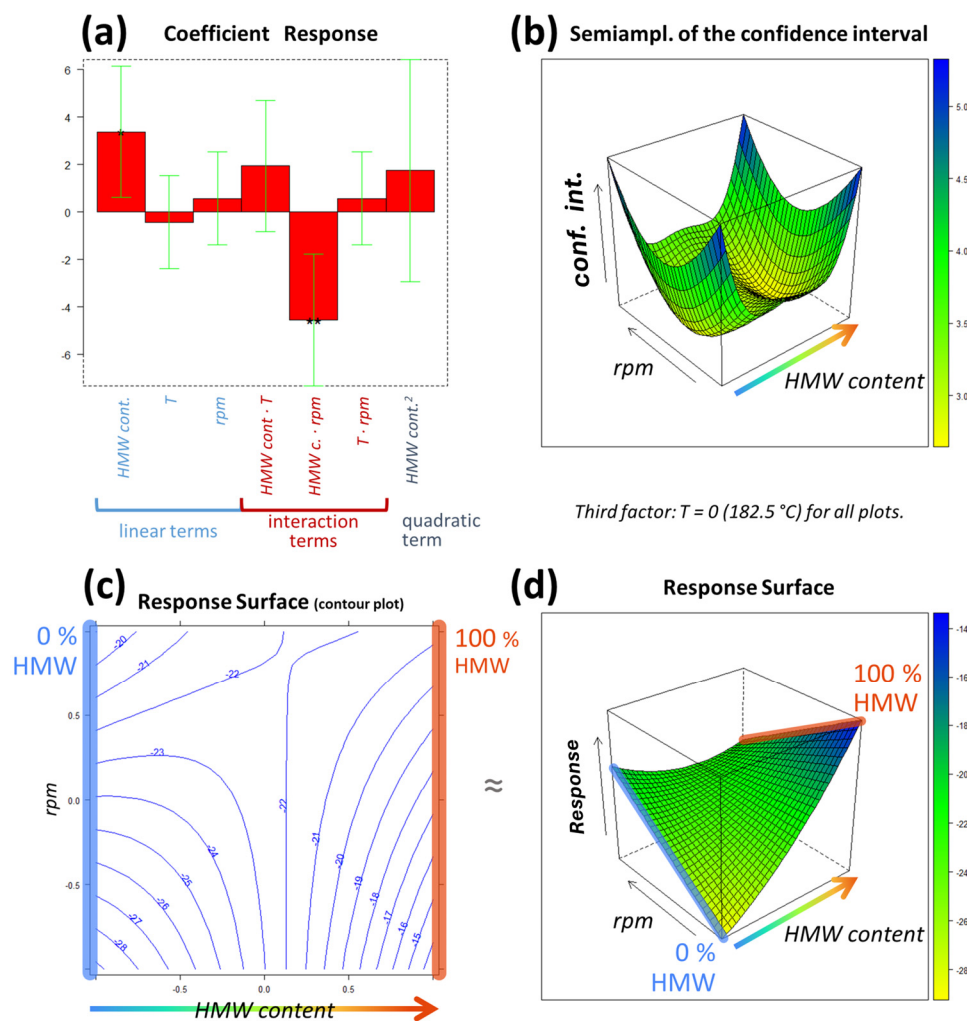 (a)
Coefficient Response
6
4
2
0
-2
-4
-6
*
**
HMW cont.
T
rpm
HMW cont · T
HMW c. · rpm
T · rpm
HMW cont.²
linear terms
interaction
terms
quadratic
term
(b)
Semiampl. of the confidence interval
conf. int.
rpm
HMW content
5.0
4.5
4.0
3.5
3.0
Third factor: T = 0 (182.5 °C) for all plots.
(c)
Response Surface (contour plot)
0 %
HMW
100 %
HMW
rpm
0.5
0.0
-0.5
-20
-21
-22
-23
-24
-25
-26
-27
-28
-22
-21
-20
-19
-18
-17
-16
-15
-0.5
0.0
0.5
HMW content
≈
(d)
Response Surface
100 %
HMW
Response
rpm
0 %
HMW
HMW content
-14
-16
-18
-20
-22
-24
-26
-28